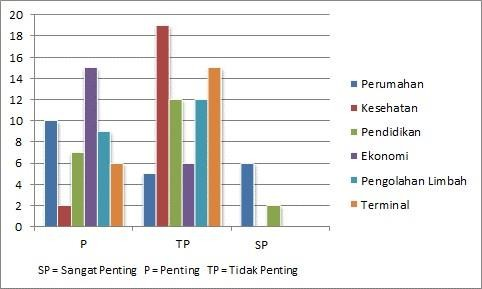 20
18
16
14
12
10
8
6
4
2
0
P TP SP
Perumahan
Kesehatan
Pendidikan
Ekonomi
Pengolahan Limbah
Terminal
SP = Sangat Penting P = Penting TP = Tidak Penting